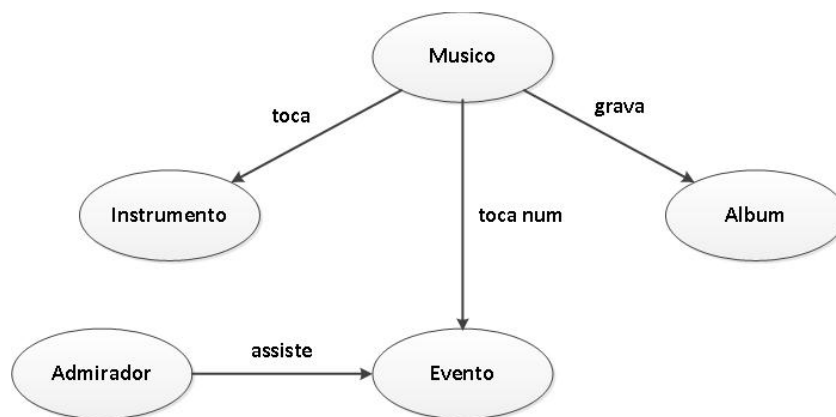 Musico
toca
grava
Instrumento
toca num
Album
Admirador
assiste
Evento